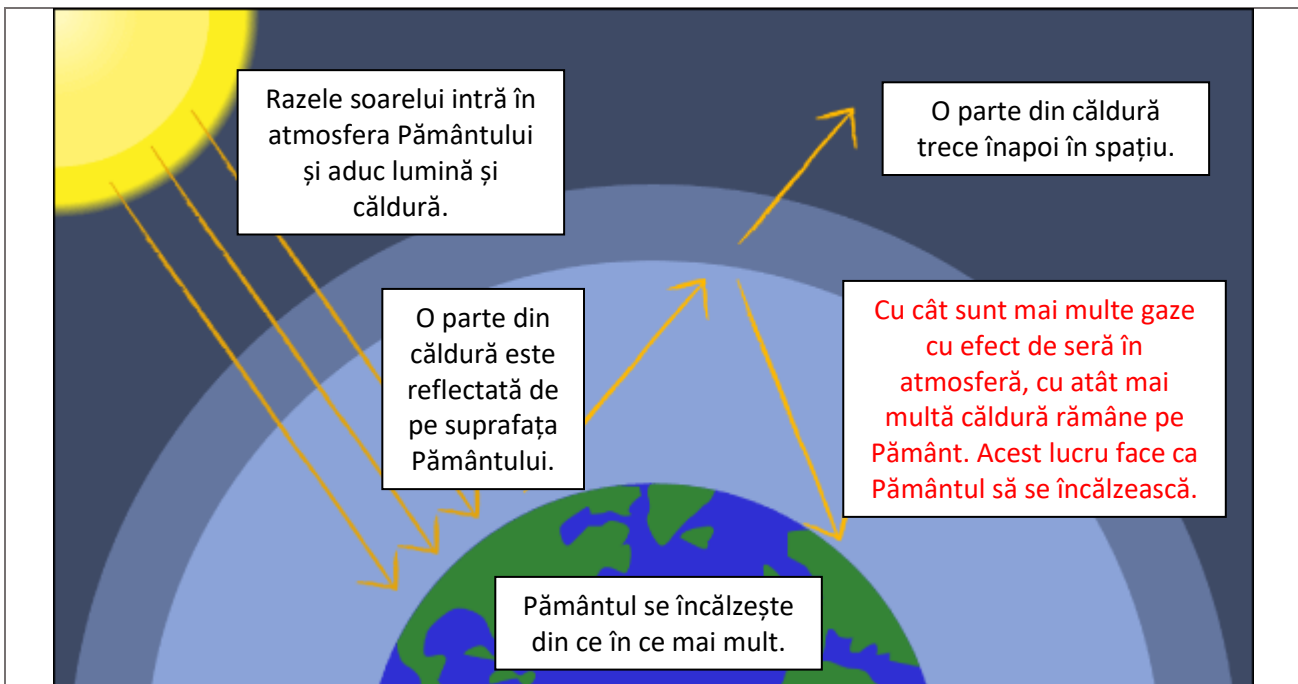 Razele soarelui intră în
atmosfera Pământului
și aduc lumină și
căldură.
O parte din căldură
trece înapoi în spațiu.
O parte din
căldură este
reflectată de
pe suprafața
Pământului.
Cu cât sunt mai multe gaze
cu efect de seră în
atmosferă, cu atât mai
multă căldură rămâne pe
Pământ. Acest lucru face ca
Pământul să se încălzească.
Pământul se încălzește
din ce în ce mai mult.